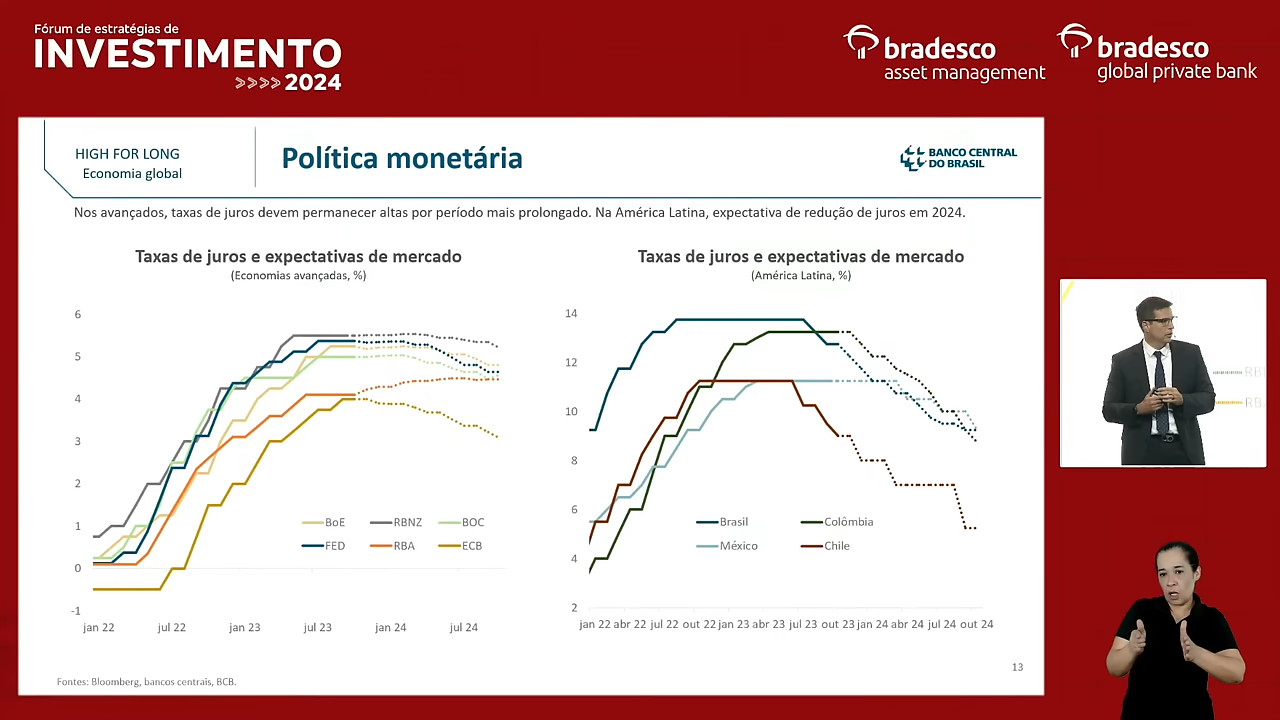 Fórum de estratégias de
INVESTIMENTO
>>>> 2024
bradesco
asset management
bradesco
global private bank
HIGH FOR LONG
Economia global
Política monetária
BANCO CENTRAL
DO BRASIL
Nos avançados, taxas de juros devem permanecer altas por período mais prolongado. Na América Latina, expectativa de redução de juros em 2024.
Taxas de juros e expectativas de mercado
(Economias avançadas, %)
6
5
4
3
2
1
0
-1
BoE RBNZ BOC
FED RBA ECB
jan 22 jul 22 jan 23 jul 23 jan 24 jul 24
Taxas de juros e expectativas de mercado
(América Latina, %)
14
12
10
8
6
4
2
Brasil Colômbia
México Chile
jan 22 abr 22 jul 22 out 22 jan 23 abr 23 jul 23 out 23 jan 24 abr 24 jul 24 out 24
13
Fontes: Bloomberg, bancos centrais, BCB.